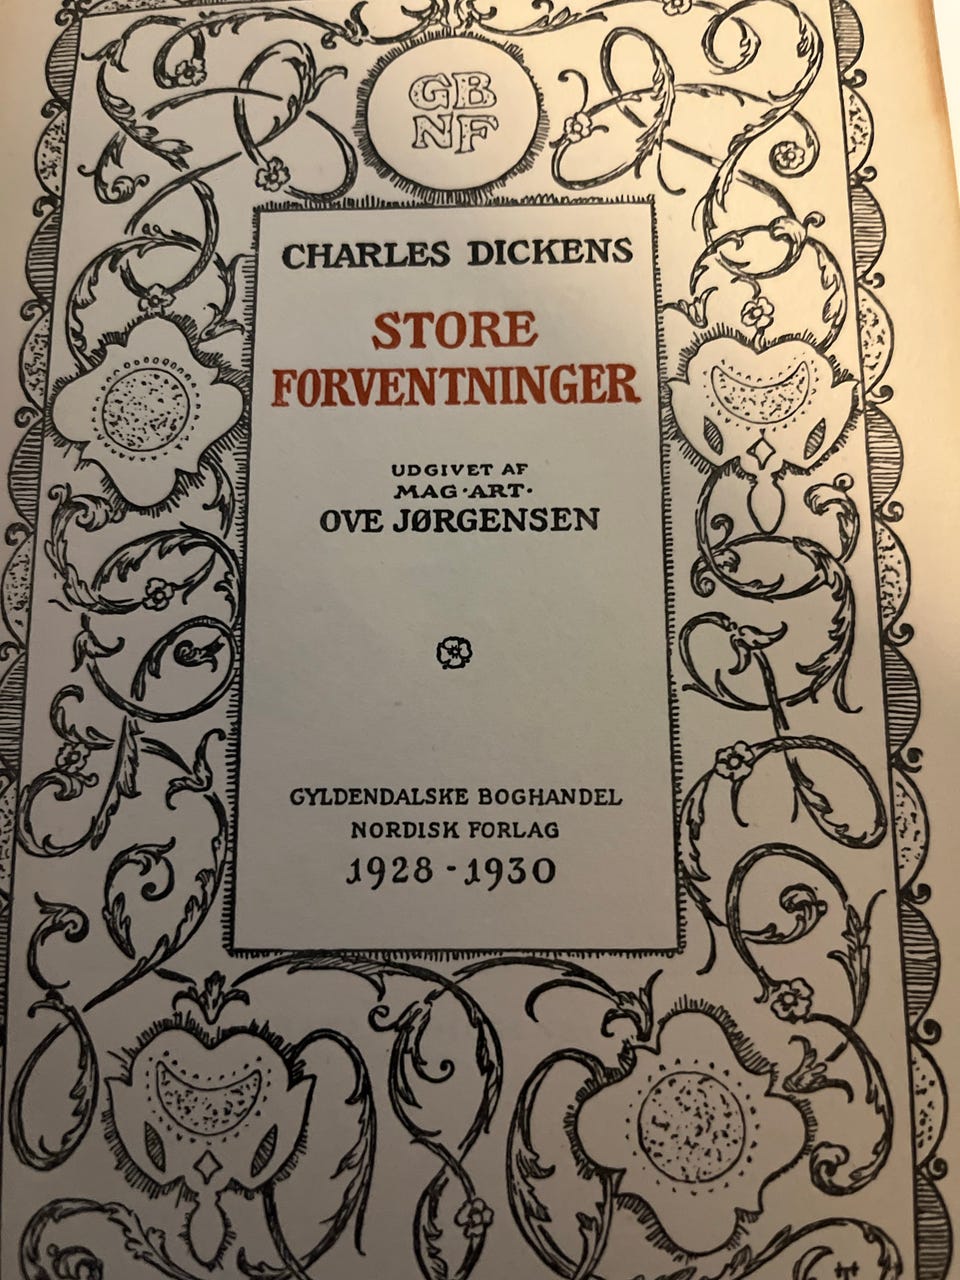 GB
NF
CHARLES DICKENS
STORE
FORVENTNINGER
UDGIVET AF
MAG·ART·
OVE JØRGENSEN
GYLDENDALSKE BOGHANDEL
NORDISK FORLAG
1928-1930